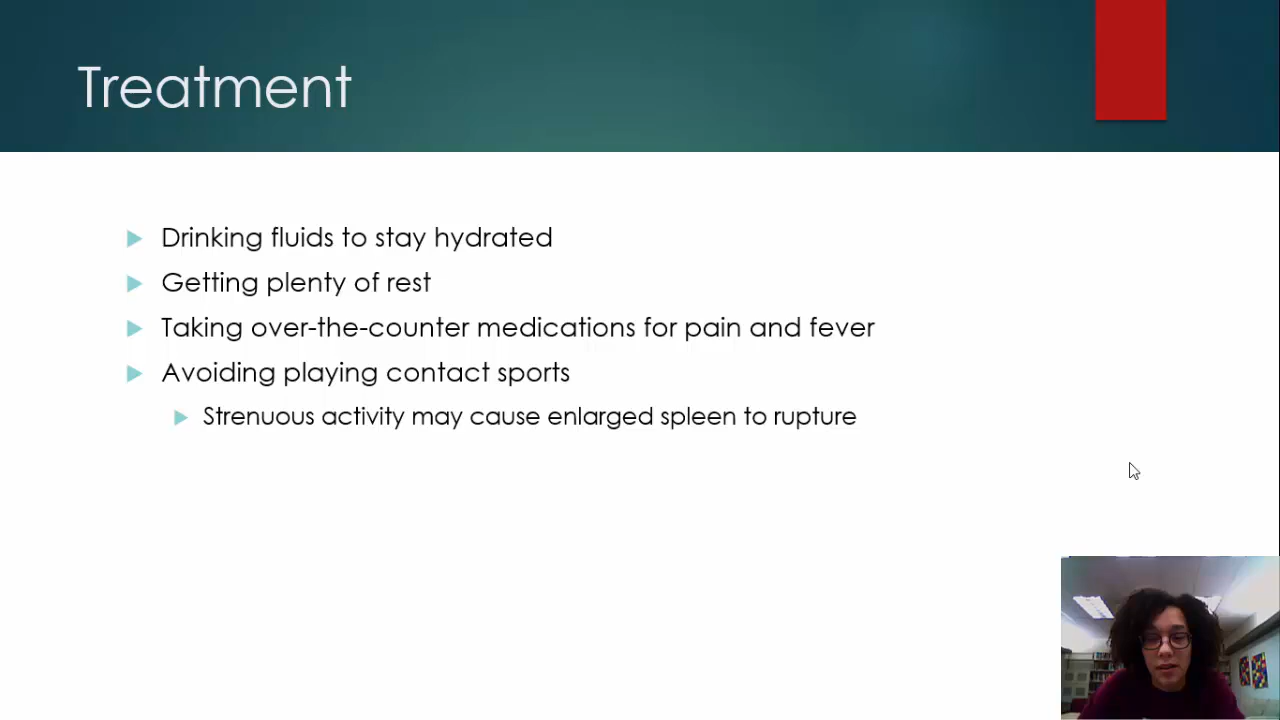 Treatment
Drinking fluids to stay hydrated
Getting plenty of rest
Taking over-the-counter medications for pain and fever
Avoiding playing contact sports
Strenuous activity may cause enlarged spleen to rupture